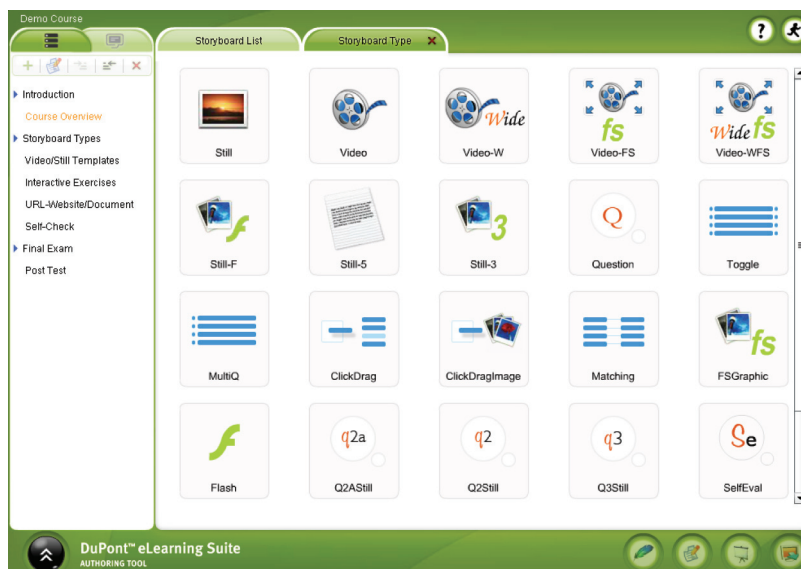 Demo Course
Storyboard List
Storyboard Type
?
Introduction
Course Overview
Storyboard Types
Video/Still Templates
Interactive Exercises
URL-Website/Document
Self-Check
Final Exam
Post Test
Still
Video
Wide
Video-W
fs
Video-FS
Wide fs
Video-WFS
f
Still-F
Still-5
3
Still-3
Q
Question
Toggle
MultiQ
ClickDrag
ClickDragImage
Matching
fs
FSGraphic
f
Flash
q2a
Q2AStill
q2
Q2Still
q3
Q3Still
Se
SelfEval
DuPont™ eLearning Suite
AUTHORING TOOL